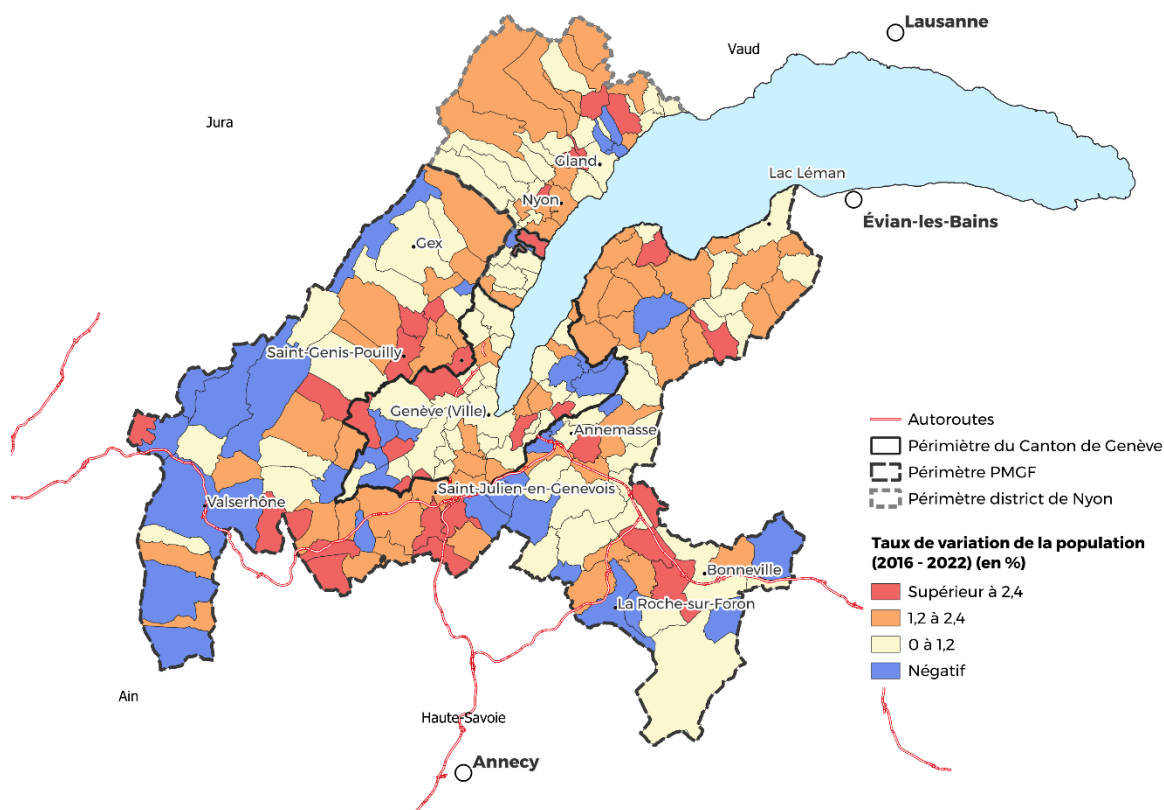 Lausanne
Vaud
Jura
Gland
Lac Léman
Nyon
Évian-les-Bains
Gex
Saint-Genis-Pouilly
Genève (Ville)
Annemasse
Saint-Julien-en-Genevois
Valserhône
Bonneville
La Roche-sur-Foron
Ain
Haute-Savoie
Annecy
Autoroutes
Périmiètre du Canton de Genève
Périmètre PMGF
Périmètre district de Nyon
Taux de variation de la population
(2016 - 2022) (en %)
Supérieur à 2,4
1,2 à 2,4
0 à 1,2
Négatif